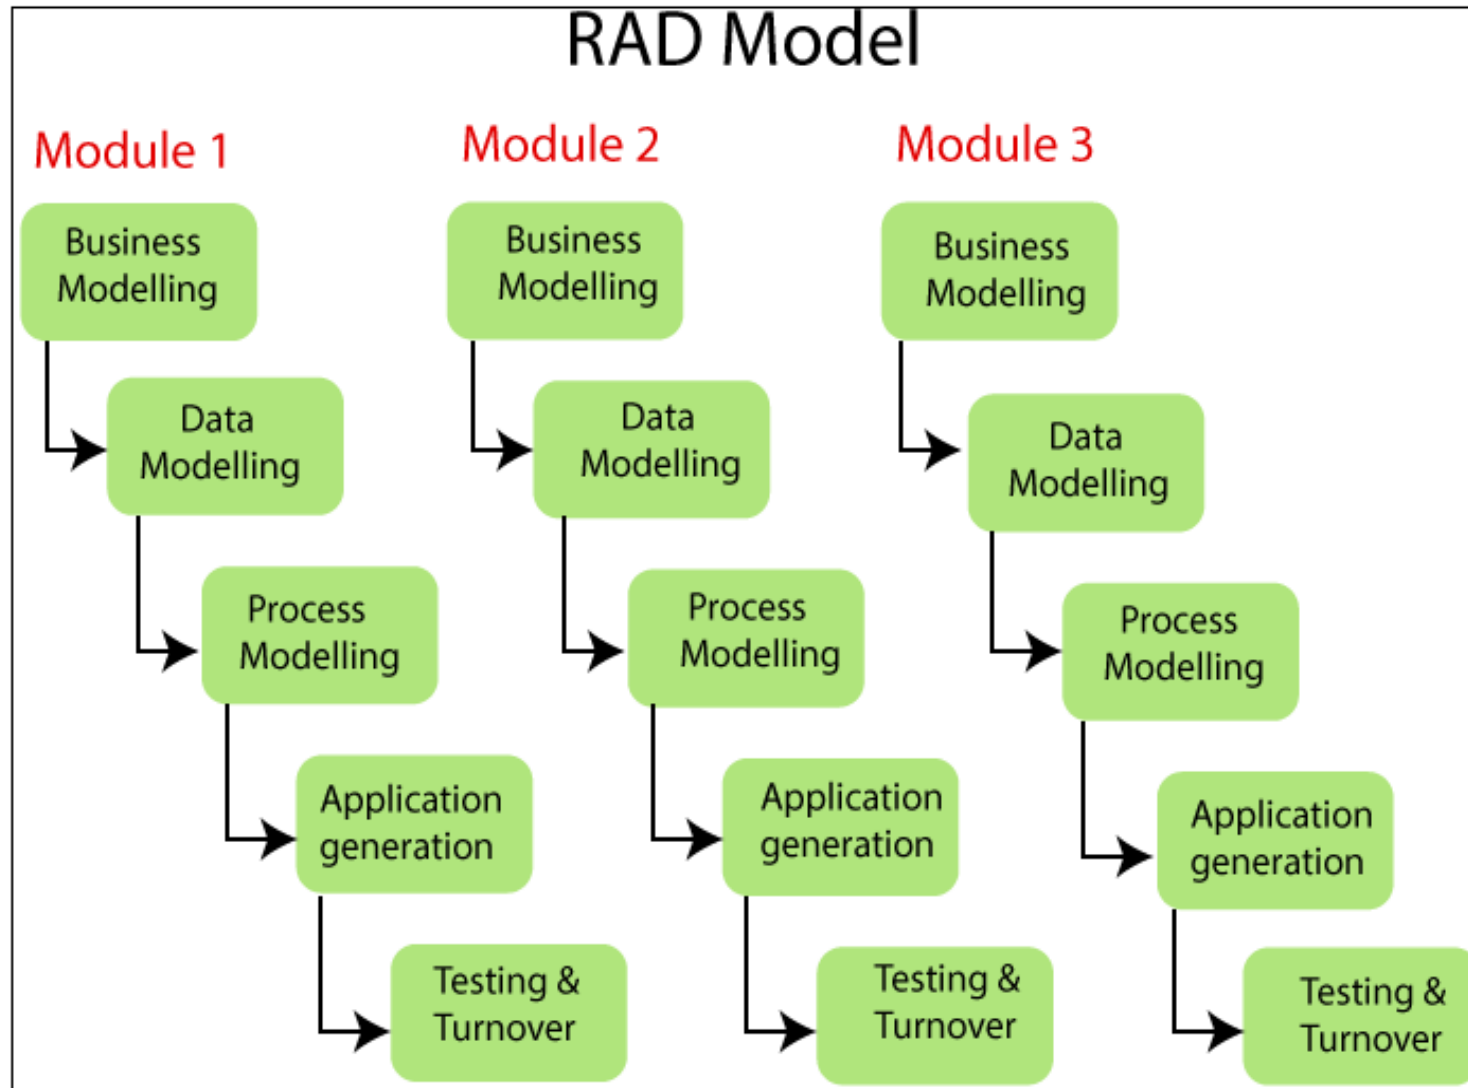 RAD Model
Module 1
Business
Modelling
Data
Modelling
Process
Modelling
Application
generation
Testing &
Turnover
Module 2
Business
Modelling
Data
Modelling
Process
Modelling
Application
generation
Testing &
Turnover
Module 3
Business
Modelling
Data
Modelling
Process
Modelling
Application
generation
Testing &
Turnover